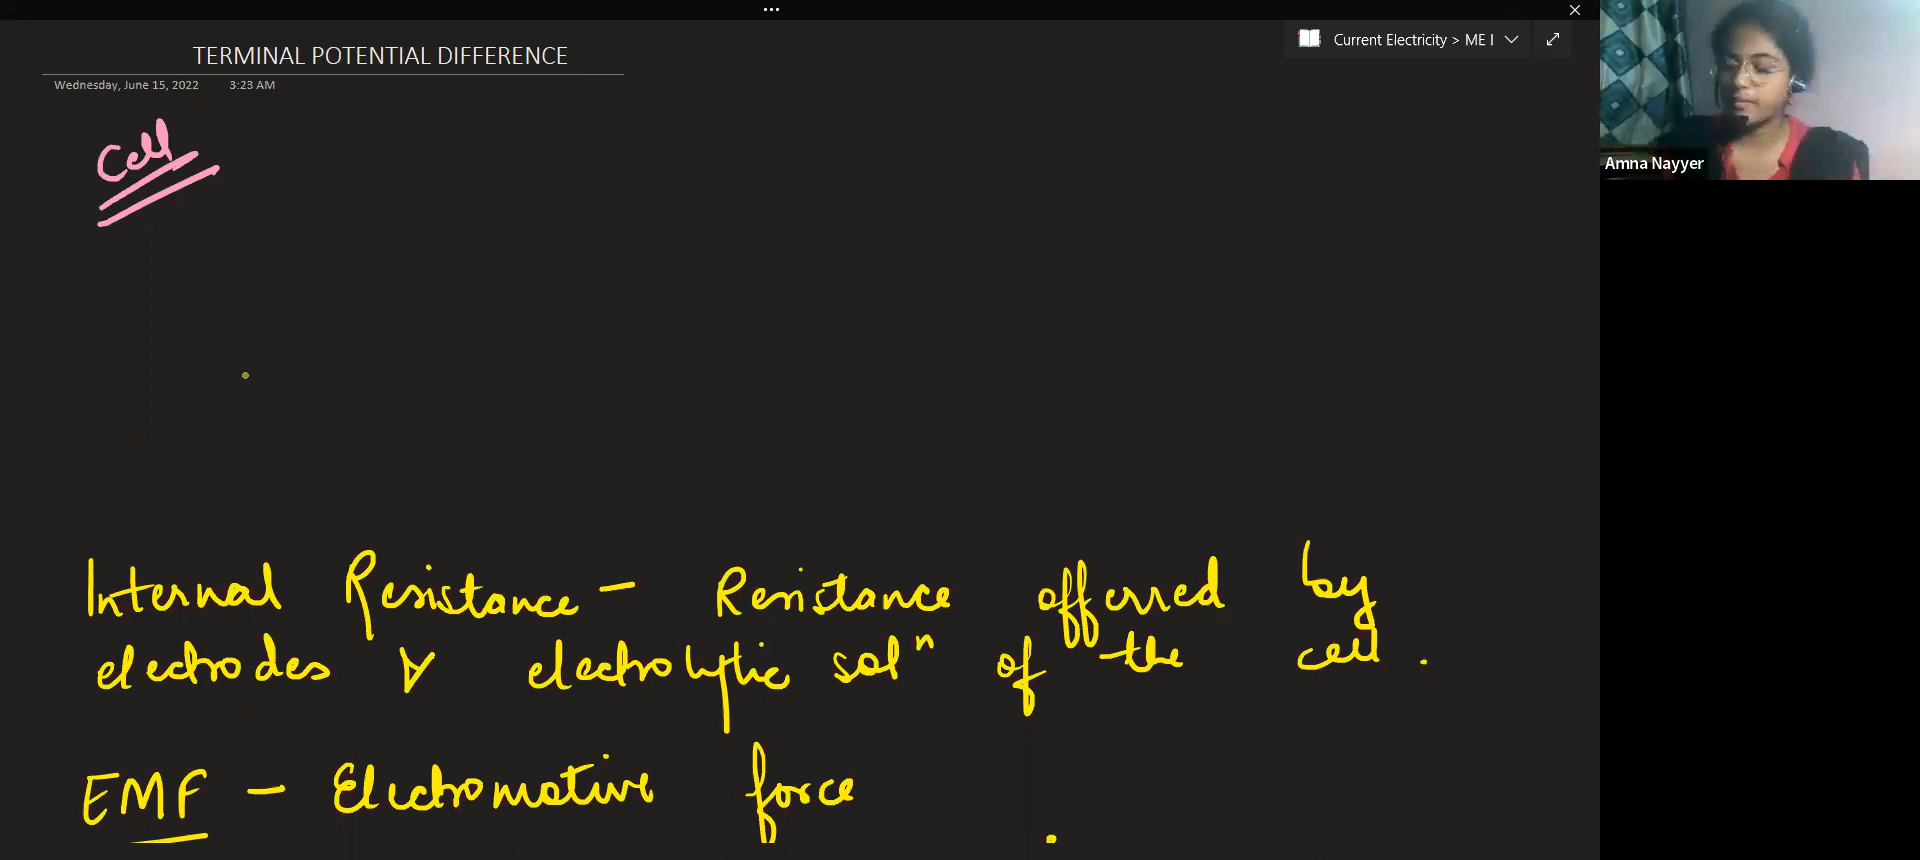 TERMINAL POTENTIAL DIFFERENCE
Current Electricity > ME I
Wednesday, June 15, 2022 3:23 AM
Cell
Amna Nayyer
Internal Resistance - Resistance offerred by
electrodes & electrolytic solⁿ of the cell.
EMF - Electromotive force